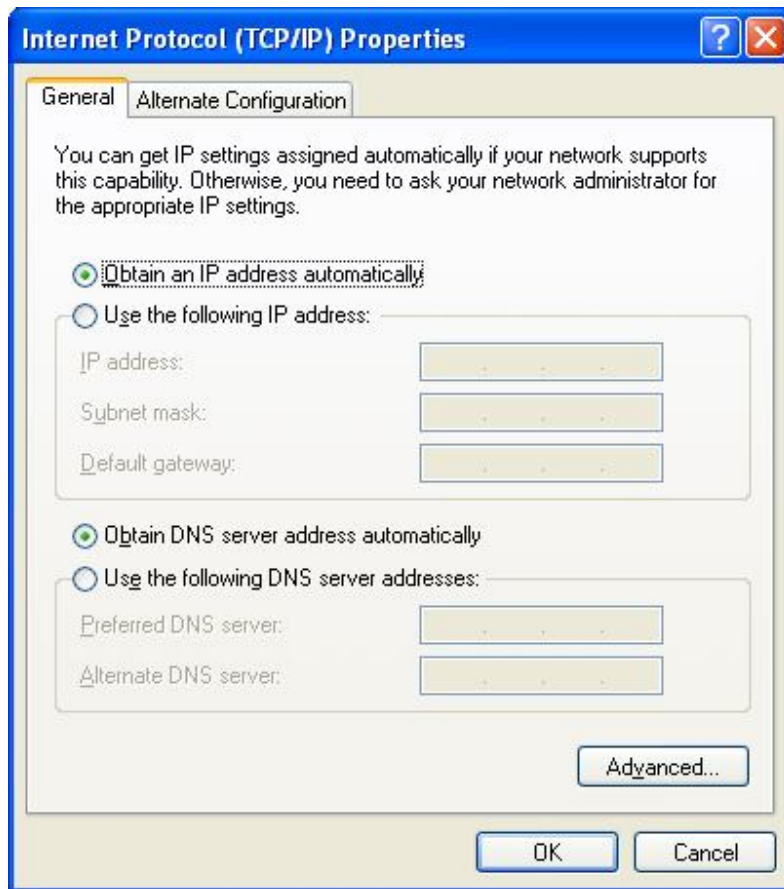 Internet Protocol (TCP/IP) Properties
General
Alternate Configuration
You can get IP settings assigned automatically if your network supports
this capability. Otherwise, you need to ask your network administrator for
the appropriate IP settings.
Obtain an IP address automatically
Use the following IP address:
IP address:
Subnet mask:
Default gateway:
Obtain DNS server address automatically
Use the following DNS server addresses:
Preferred DNS server:
Alternate DNS server:
Advanced...
OK
Cancel